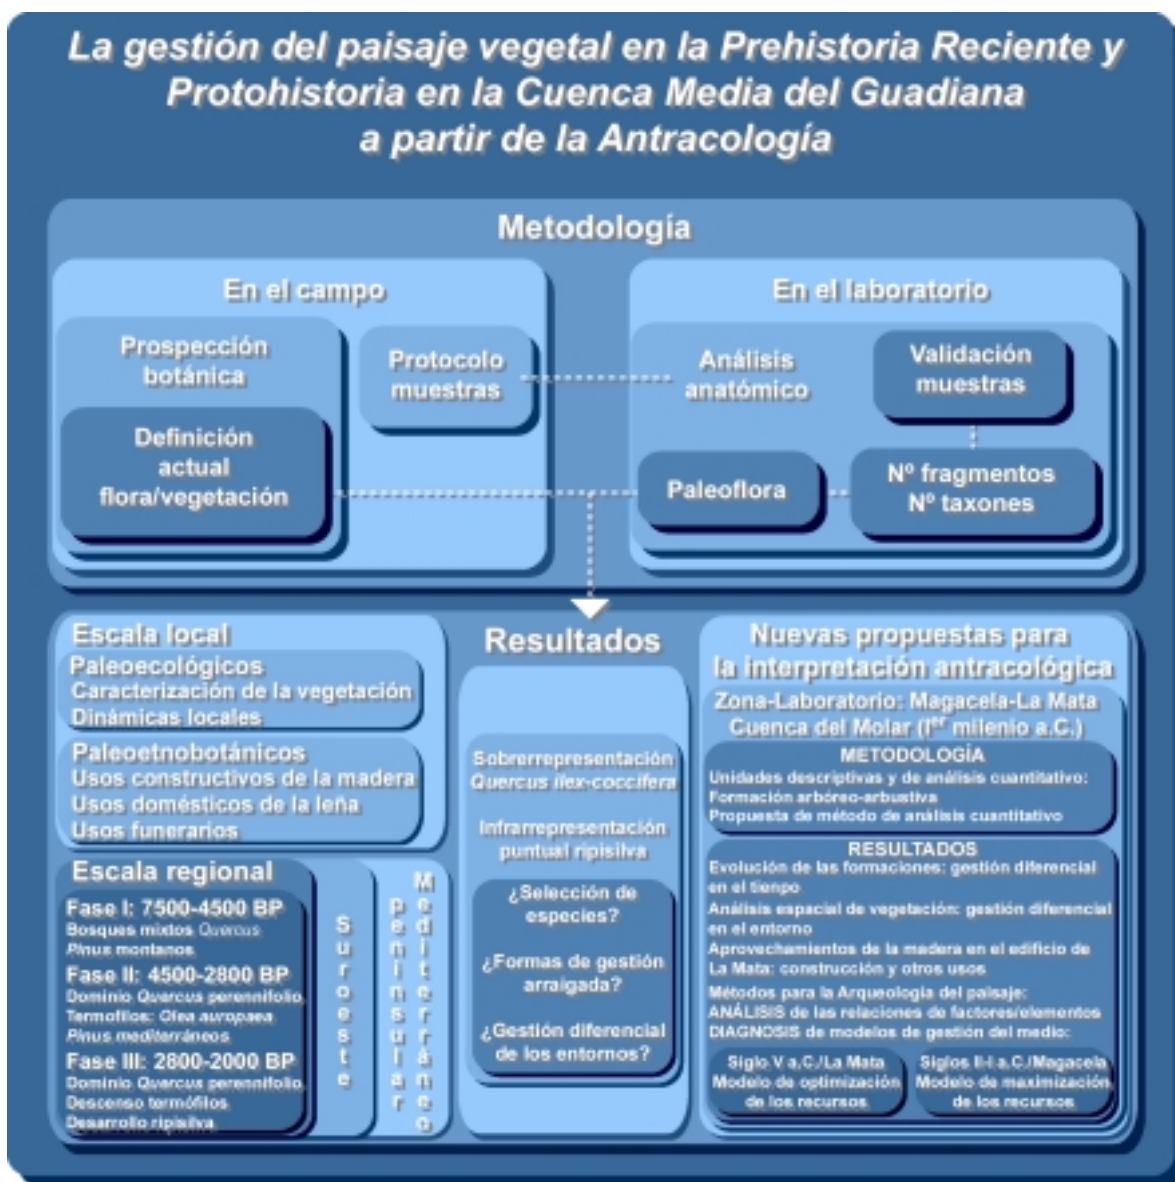 La gestión del paisaje vegetal en la Prehistoria Reciente y
Protohistoria en la Cuenca Media del Guadiana
a partir de la Antracología
Metodología
En el campo
Prospección
botánica
Definición
actual
flora/vegetación
Protocolo
muestras
En el laboratorio
Análisis
anatómico
Validación
muestras
Paleoflora
Nº fragmentos
Nº taxones
Escala local
Paleoecológicos
Caracterización de la vegetación
Dinámicas locales
Paleoetnobotánicos
Usos constructivos de la madera
Usos domésticos de la leña
Usos funerarios
Escala regional
Fase I: 7500-4500 BP
Bosques mixtos Quercus
Pinus montanos.
Fase II: 4500-2800 BP
Dominio Quercus perennifolio.
Termofilos: Olea auropaea
Pinus mediterráneos
Fase III: 2800-2000 BP
Dominio Quercus perennifolio.
Descenso termófilos
Desarrollo ripisilva
Suroeste
peninsular
Mediterráneo
Resultados
Sobrerrepresentación
Quercus ilex-coccifera
Infrarrepresentación
puntual ripisilva
¿Selección de
especies?
¿Formas de gestión
arraigada?
¿Gestión diferencial
de los entornos?
Nuevas propuestas para
la interpretación antracológica
Zona-Laboratorio: Magacela-La Mata
Cuenca del Molar (Ier milenio a.C.)
METODOLOGÍA
Unidades descriptivas y de análisis cuantitativo:
Formación arbóreo-arbustiva
Propuesta de método de análisis cuantitativo
RESULTADOS
Evolución de las formaciones: gestión diferencial
en el tienpo
Análisis espacial de vegetación: gestión diferencial
en el entorno
Aprovechamientos de la madera en el edificio de
La Mata: construcción y otros usos
Métodos para la Arqueología del paisaje:
ANÁLISIS de las relaciones de factores/elementos
DIAGNOSIS de modelos de gestión del medio:
Siglo V a.C./La Mata
Modelo de optimización
de los recursos
Siglos II-I a.C./Magacela
Modelo de maximización
de los recursos